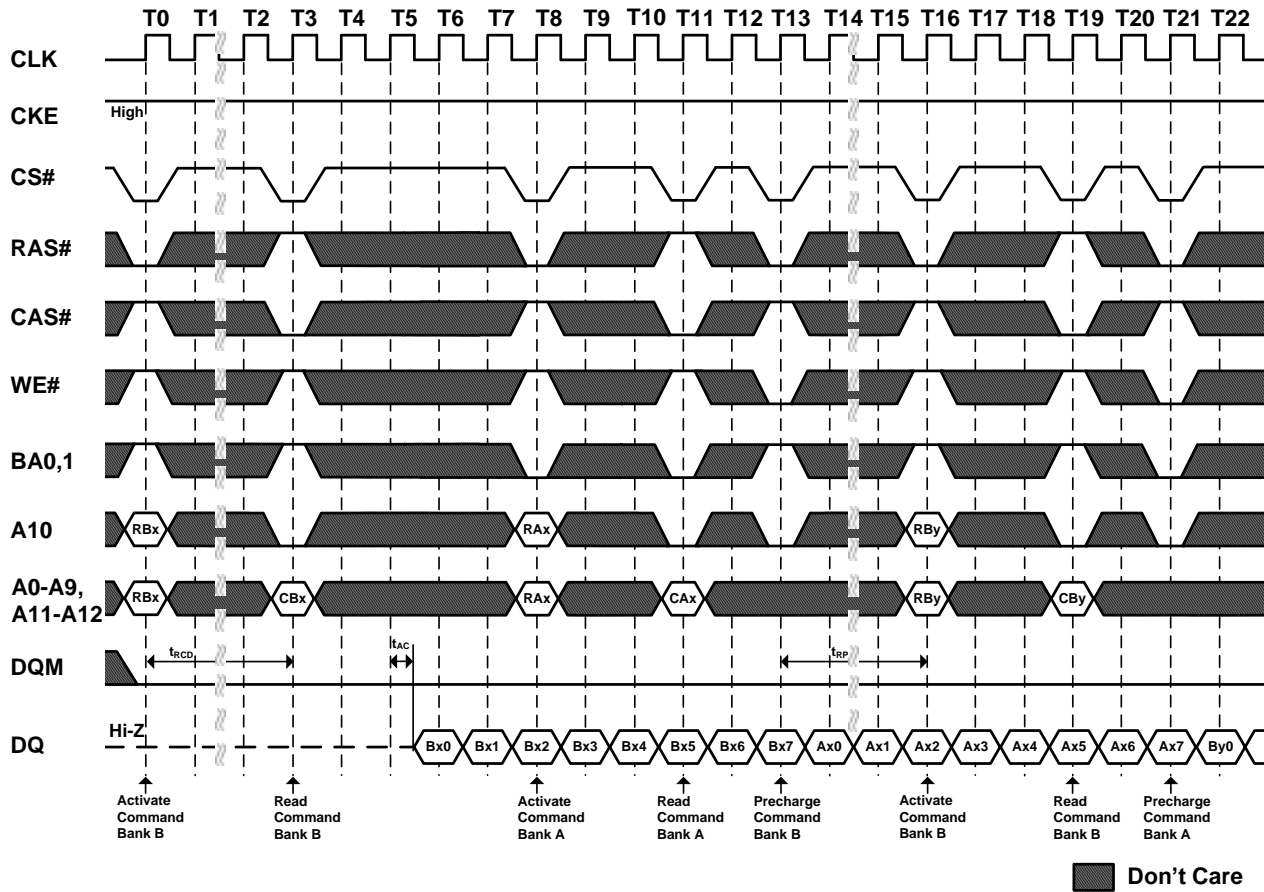 T0 T1 T2 T3 T4 T5 T6 T7 T8 T9 T10 T11 T12 T13 T14 T15 T16 T17 T18 T19 T20 T21 T22
CLK
CKE
High
CS#
RAS#
CAS#
WE#
BA0,1
A10
RBx RAx RBy
A0-A9,
A11-A12
RBx CBx RAx CAx RBy CBy
DQM
tRCD tAC tRP
DQ
Hi-Z
Bx0 Bx1 Bx2 Bx3 Bx4 Bx5 Bx6 Bx7 Ax0 Ax1 Ax2 Ax3 Ax4 Ax5 Ax6 Ax7 By0
Activate
Command
Bank B
Read
Command
Bank B
Activate
Command
Bank A
Read
Command
Bank A
Precharge
Command
Bank B
Activate
Command
Bank B
Read
Command
Bank B
Precharge
Command
Bank A
Don't Care